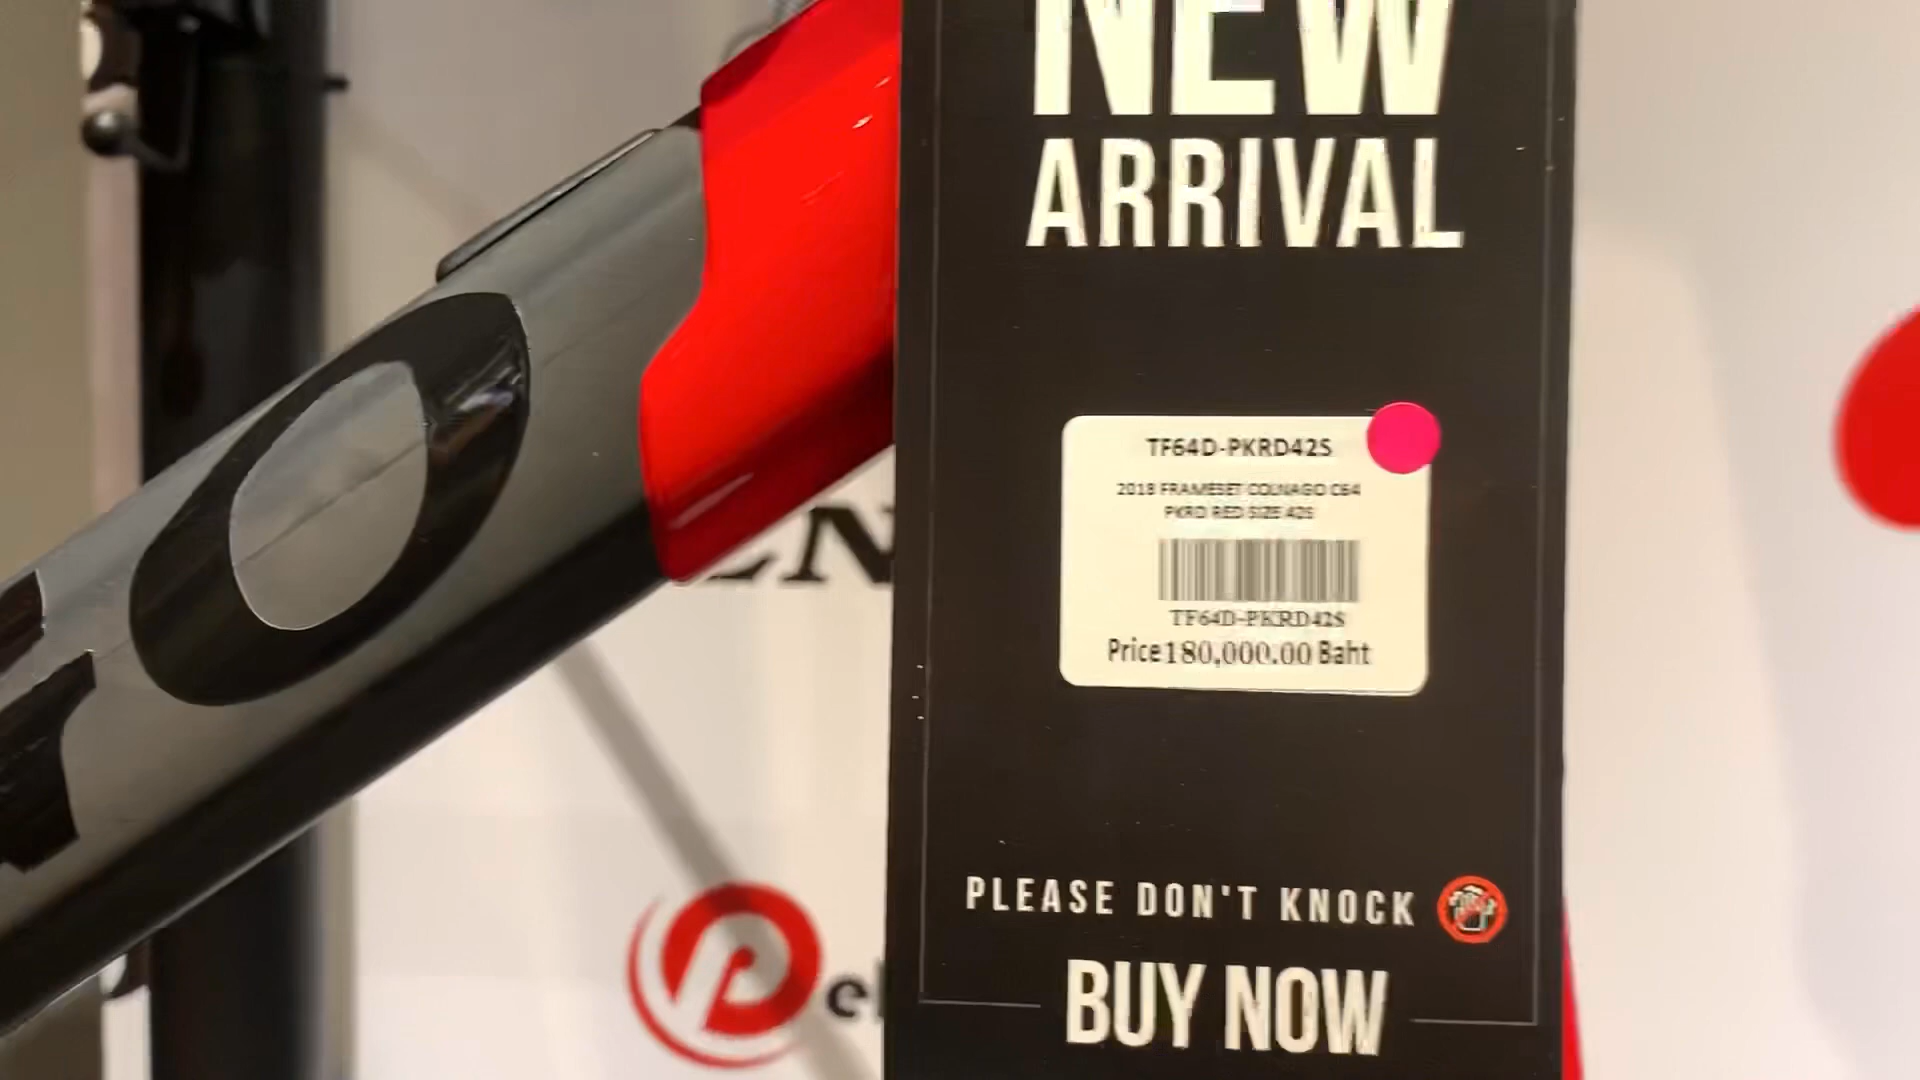 NEW
ARRIVAL
TF64D-PKRD42S
2018 FRAMESET COLNAGO C64
PKRD RED SIZE 42S
TF64D-PKRD42S
Price 180,000.00 Baht
PLEASE DON'T KNOCK
BUY NOW